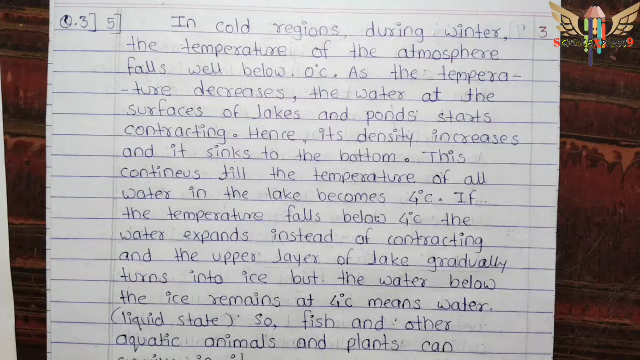 Q.3] 5] In cold regions, during winter, 3
the temperature of the atmosphere
falls well below 0°c. As the tempera-
-ture decreases, the water at the
surfaces of lakes and ponds starts
contracting. Hence, its density increases
and it sinks to the bottom. This
contineus till the temperature of all
water in the lake becomes 4°c. If
the temperature falls below 4°c the
water expands instead of contracting
and the upper layer of lake gradually
turns into ice but the water below
the ice remains at 4°c means water.
(liquid state). So, fish and other
aquatic animals and plants can